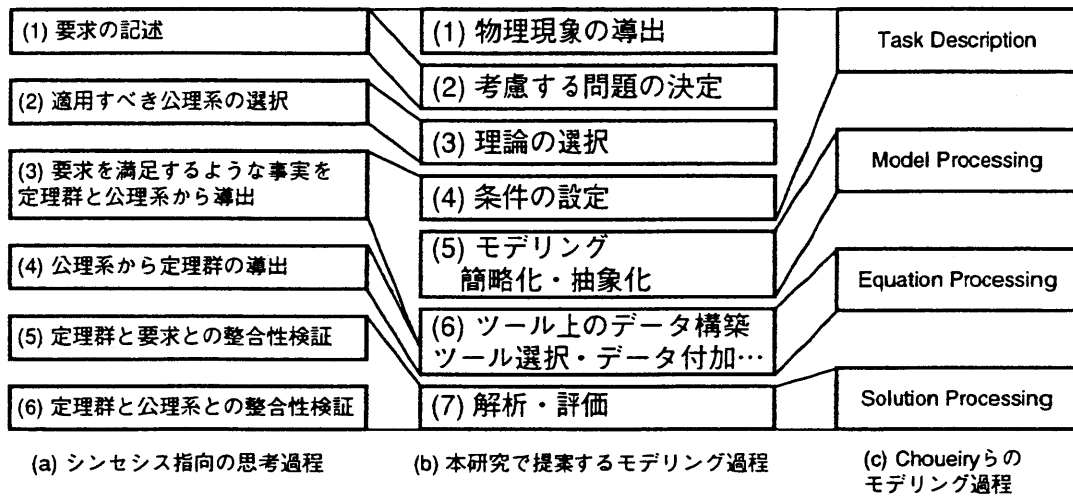 (1) 要求の記述
(2) 適用すべき公理系の選択
(3) 要求を満足するような事実を
定理群と公理系から導出
(4) 公理系から定理群の導出
(5) 定理群と要求との整合性検証
(6) 定理群と公理系との整合性検証
(a) シンセシス指向の思考過程
(1) 物理現象の導出
(2) 考慮する問題の決定
(3) 理論の選択
(4) 条件の設定
(5) モデリング
簡略化・抽象化
(6) ツール上のデータ構築
ツール選択・データ付加…
(7) 解析・評価
(b) 本研究で提案するモデリング過程
Task Description
Model Processing
Equation Processing
Solution Processing
(c) Choueiryらの
モデリング過程